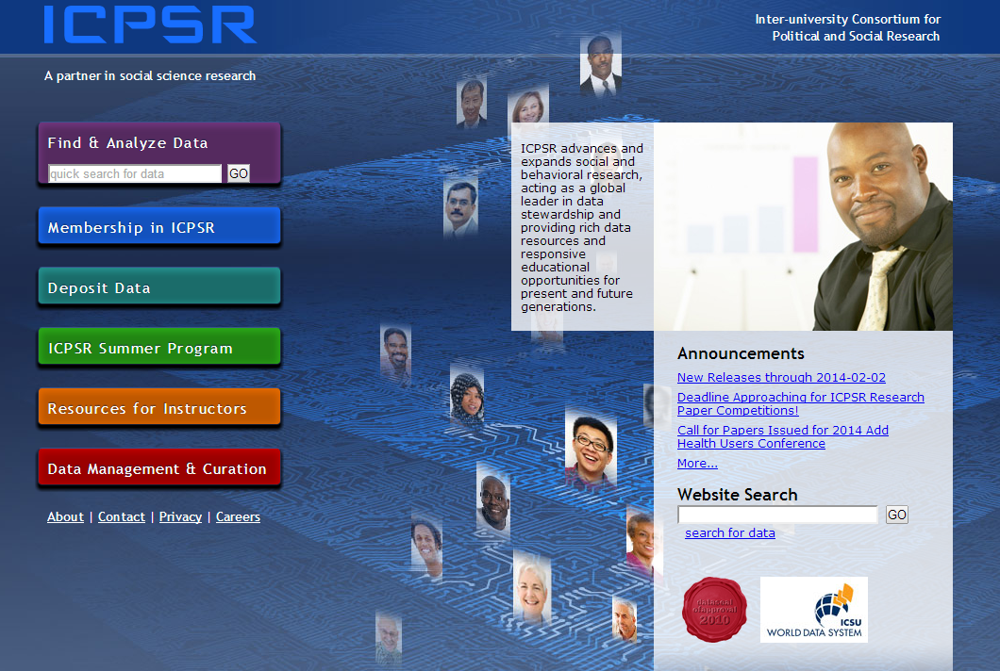 ICPSR
Inter-university Consortium for
Political and Social Research
A partner in social science research
Find & Analyze Data
quick search for data GO
Membership in ICPSR
Deposit Data
ICPSR Summer Program
Resources for Instructors
Data Management & Curation
About | Contact | Privacy | Careers
ICPSR advances and
expands social and
behavioral research,
acting as a global
leader in data
stewardship and
providing rich data
resources and
responsive
educational
opportunities for
present and future
generations.
Announcements
New Releases through 2014-02-02
Deadline Approaching for ICPSR Research
Paper Competitions!
Call for Papers Issued for 2014 Add
Health Users Conference
More...
Website Search
GO
search for data
data seal
of approval
2010
ICSU
WORLD DATA SYSTEM